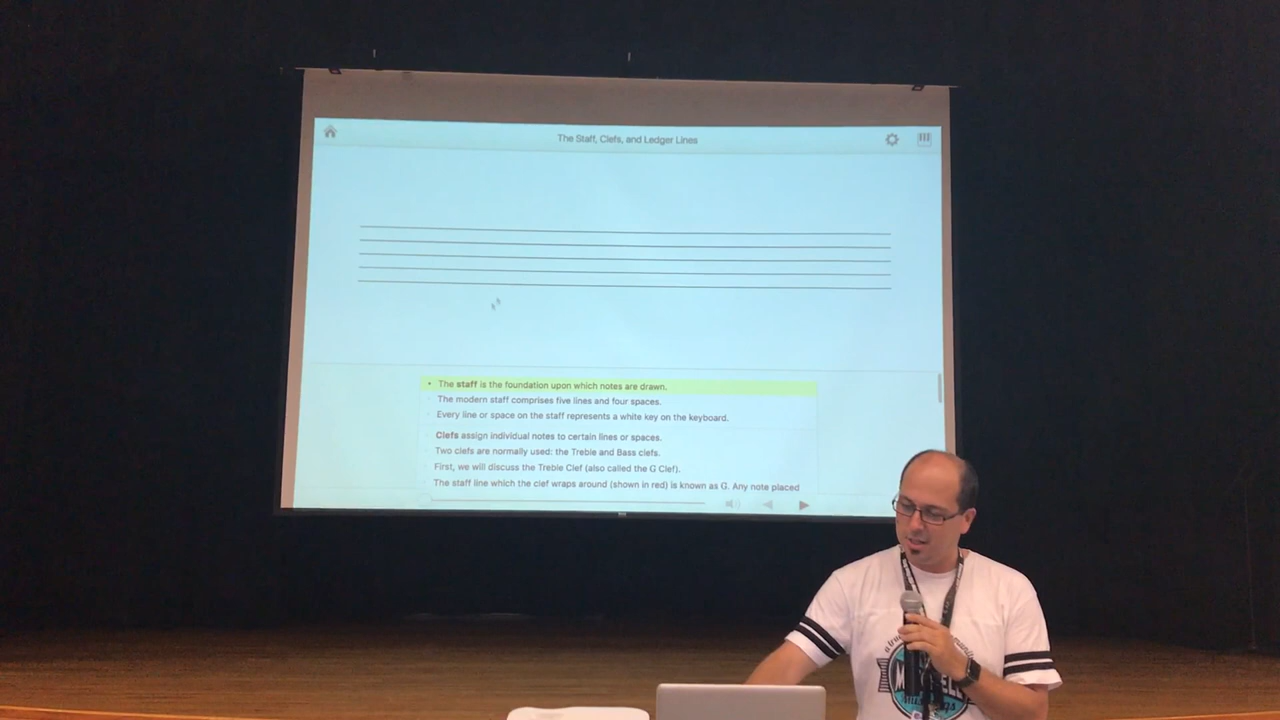 The Staff, Clefs, and Ledger Lines
The staff is the foundation upon which notes are drawn.
The modern staff comprises five lines and four spaces.
Every line or space on the staff represents a white key on the keyboard.
Clefs assign individual notes to certain lines or spaces.
Two clefs are normally used: the Treble and Bass clefs.
First, we will discuss the Treble Clef (also called the G Clef).
The staff line which the clef wraps around (shown in red) is known as G. Any note placed